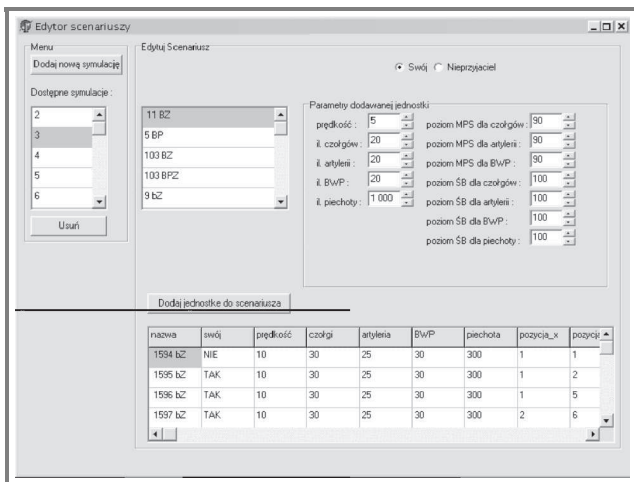 Edytor scenariuszy
Menu
Dodaj nową symulację
Dostępne symulacje :
2
3
4
5
6
Usuń
Edytuj Scenariusz
Swój Nieprzyjaciel
11 BZ
5 BP
103 BZ
103 BPZ
9 bZ
Parametry dodawanej jednostki
prędkość : 5
il. czołgów : 20
il. artylerii : 20
il. BWP : 20
il. piechoty : 1 000
poziom MPS dla czołgów : 90
poziom MPS dla artylerii : 90
poziom MPS dla BWP : 90
poziom ŚB dla czołgów : 100
poziom ŚB dla artylerii : 100
poziom ŚB dla BWP : 100
poziom ŚB dla piechoty : 100
Dodaj jednostke do scenariusza
nazwa swój prędkość czołgi artyleria BWP piechota pozycja_x pozycja
1594 bZ NIE 10 30 25 30 300 1 1
1595 bZ TAK 10 30 25 30 300 1 2
1596 bZ TAK 10 30 25 30 300 1 5
1597 bZ TAK 10 30 25 30 300 2 6